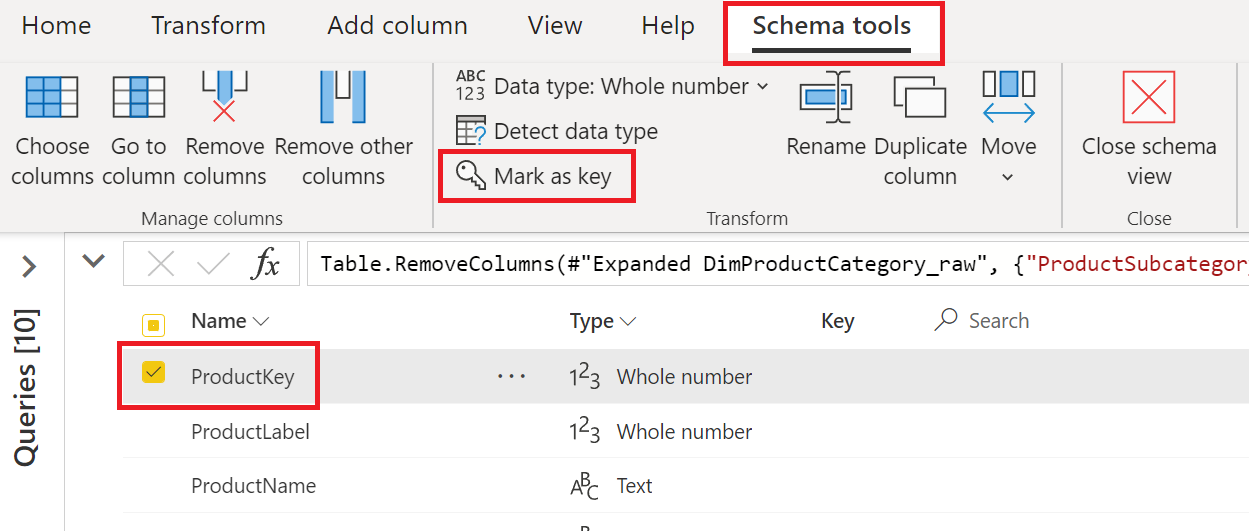 Home Transform Add column View Help Schema tools
Choose columns
Go to column
Remove columns
Remove other columns
Manage columns
ABC 123 Data type: Whole number
Detect data type
Mark as key
Rename
Duplicate column
Move
Transform
Close schema view
Close
fx Table.RemoveColumns(#"Expanded DimProductCategory_raw", {"ProductSubcategory
Queries [10]
Name Type Key Search
ProductKey ... 123 Whole number
ProductLabel 123 Whole number
ProductName ABC Text